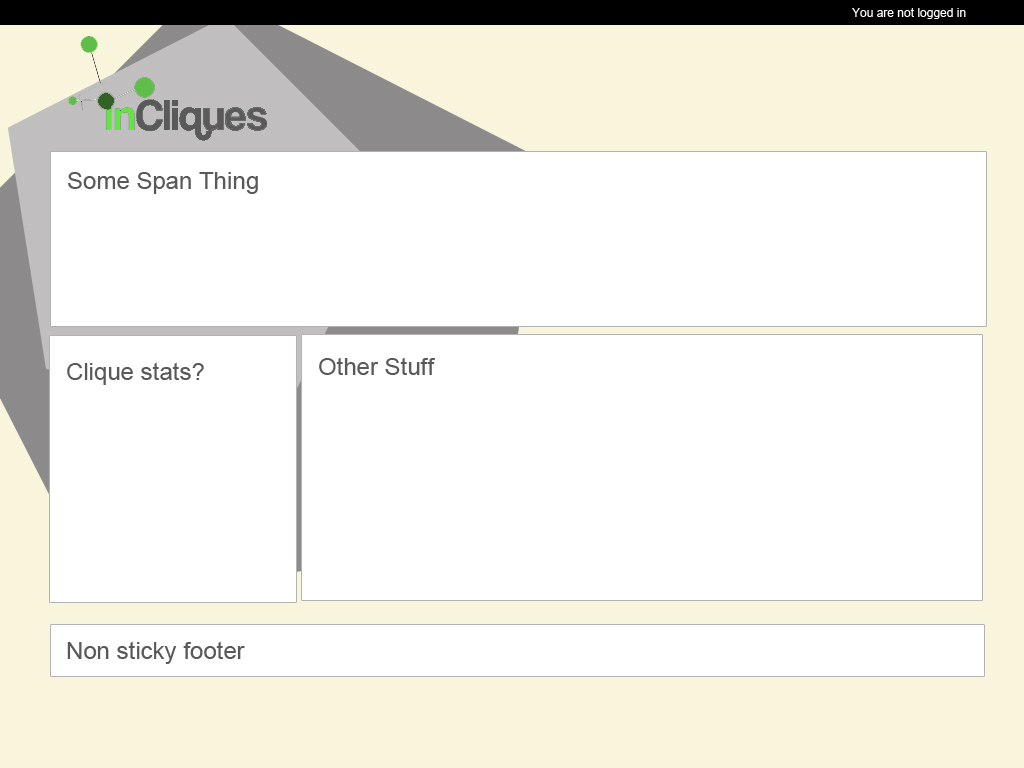 You are not logged in
inCliques
Some Span Thing
Clique stats?
Other Stuff
Non sticky footer